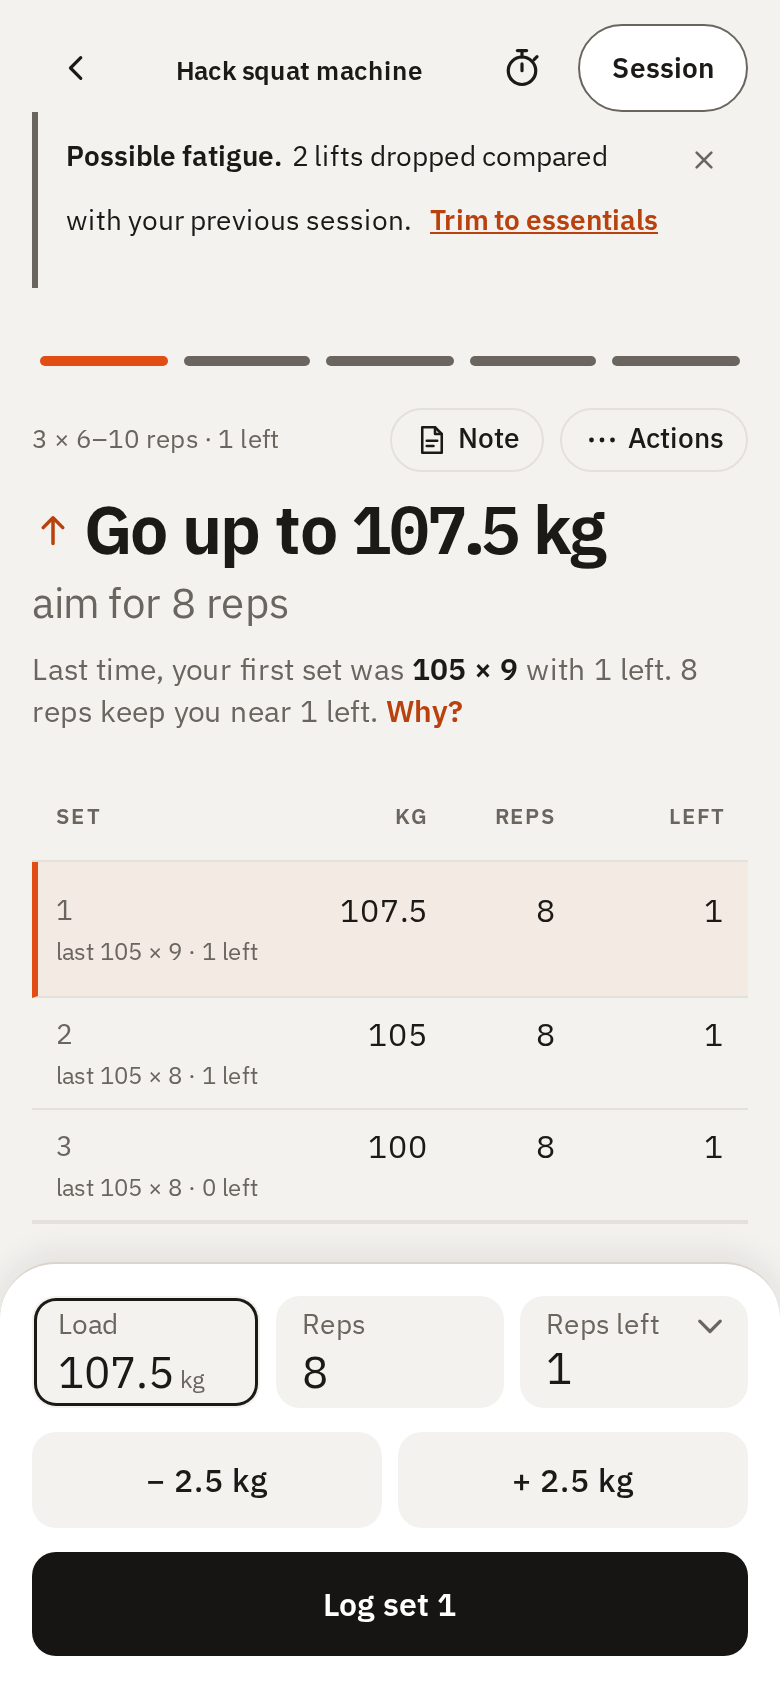 Hack squat machine
Session
Possible fatigue. 2 lifts dropped compared
with your previous session. Trim to essentials
3 × 6–10 reps · 1 left
Note
Actions
↑ Go up to 107.5 kg
aim for 8 reps
Last time, your first set was 105 × 9 with 1 left. 8
reps keep you near 1 left. Why?
SET KG REPS LEFT
1 107.5 8 1
last 105 × 9 · 1 left
2 105 8 1
last 105 × 8 · 1 left
3 100 8 1
last 105 × 8 · 0 left
Load Reps Reps left
107.5 kg 8 1
− 2.5 kg + 2.5 kg
Log set 1